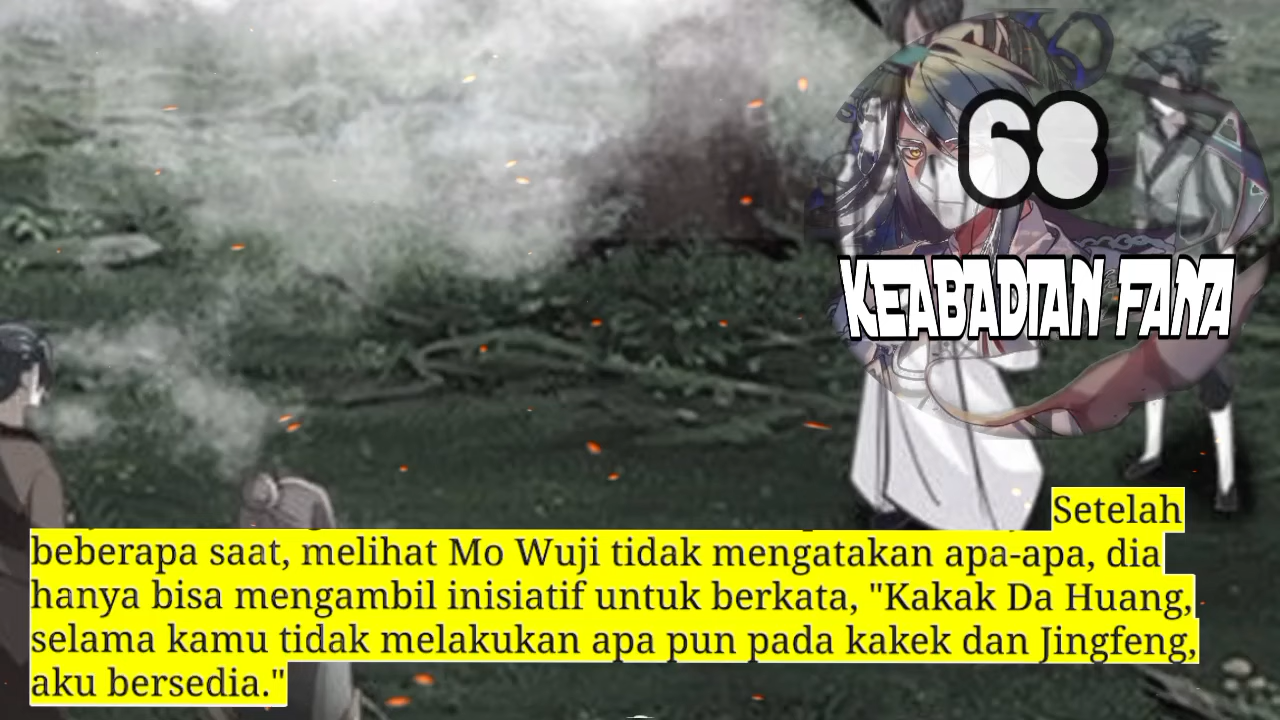 68
KEABADIAN FANA
Setelah
beberapa saat, melihat Mo Wuji tidak mengatakan apa-apa, dia
hanya bisa mengambil inisiatif untuk berkata, "Kakak Da Huang,
selama kamu tidak melakukan apa pun pada kakek dan Jingfeng,
aku bersedia."